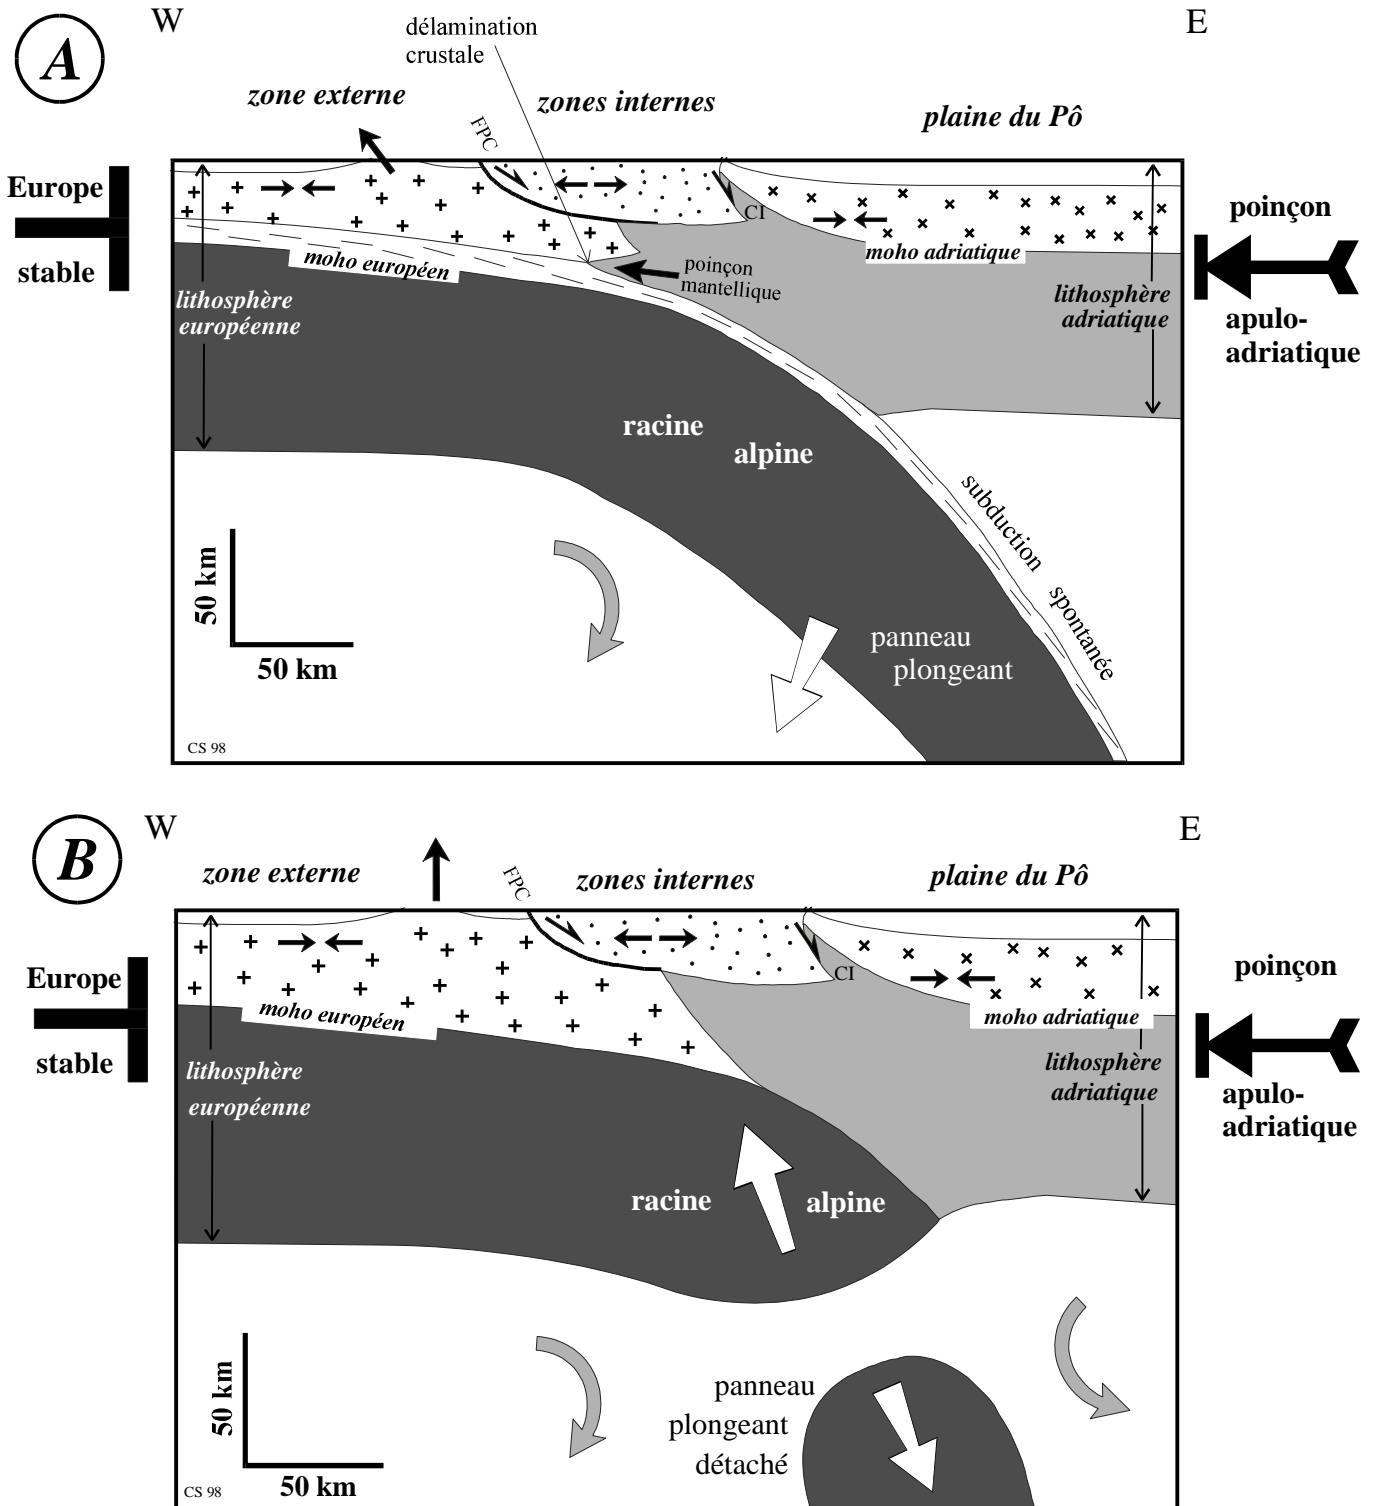 A
W
E
délamination
crustale
zone externe
FPC
zones internes
plaine du Pô
Europe
stable
CI
poinçon
moho adriatique
moho européen
poinçon
mantellique
lithosphère
européenne
lithosphère
adriatique
apulo-
adriatique
racine
alpine
subduction
spontanée
50 km
50 km
panneau
plongeant
CS 98
B
W
E
zone externe
FPC
zones internes
plaine du Pô
Europe
stable
CI
poinçon
moho européen
moho adriatique
lithosphère
européenne
lithosphère
adriatique
apulo-
adriatique
racine
alpine
50 km
50 km
panneau
plongeant
détaché
CS 98